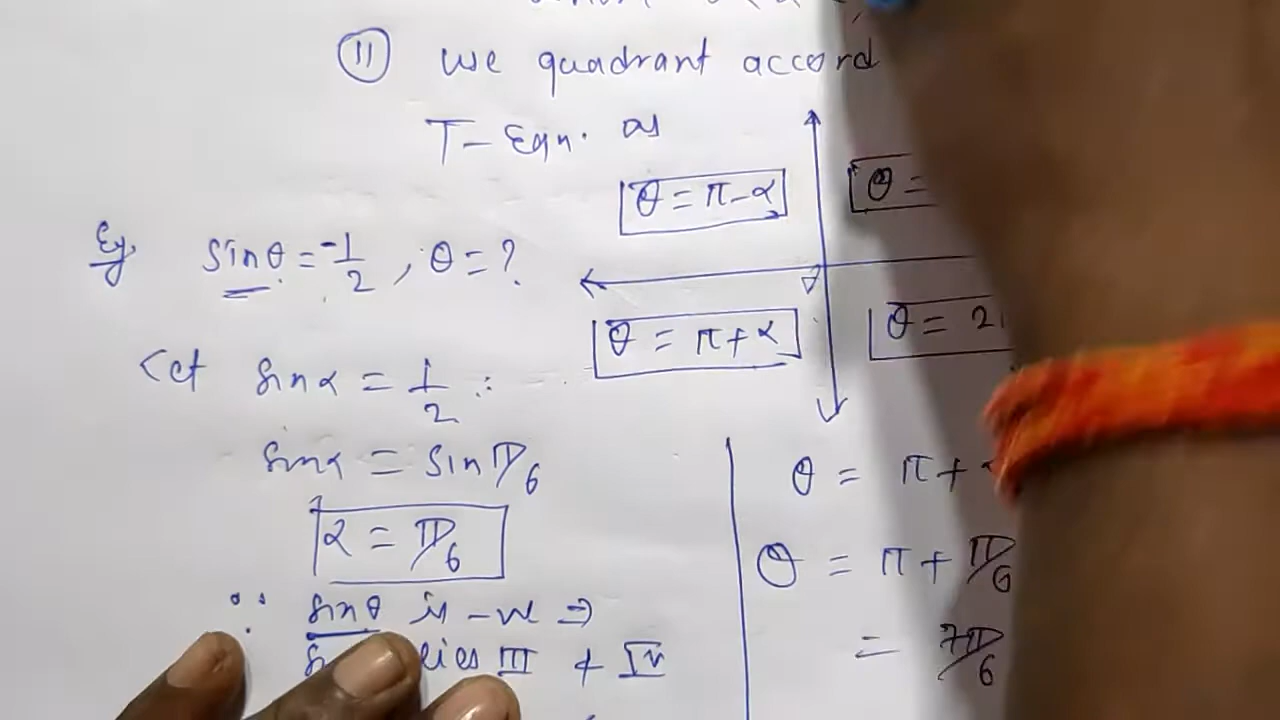 (11) We quadrant accord
T-Eqn. as
θ = π-α
θ =
Eg. sinθ = -1/2, θ = ?
θ = π+α
θ = 2
Let sinα = 1/2 :
sinα = sin π/6
α = π/6
∵ sinθ is -ve ⇒
lies III & IV
θ = π +
θ = π + π/6
= 7π/6